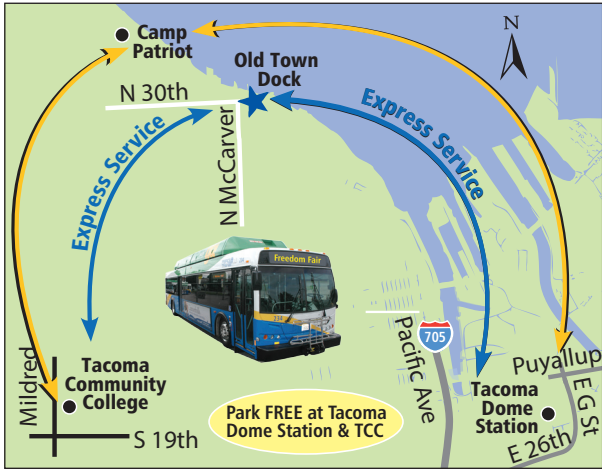 Camp
Patriot
N
Old Town
Dock
N 30th
Express Service
Express Service
N McCarver
Freedom Fair
705
Pacific Ave
Mildred
Tacoma
Community
College
S 19th
Park FREE at Tacoma
Dome Station & TCC
Puyallup
Tacoma
Dome
Station
E G St
E 26th